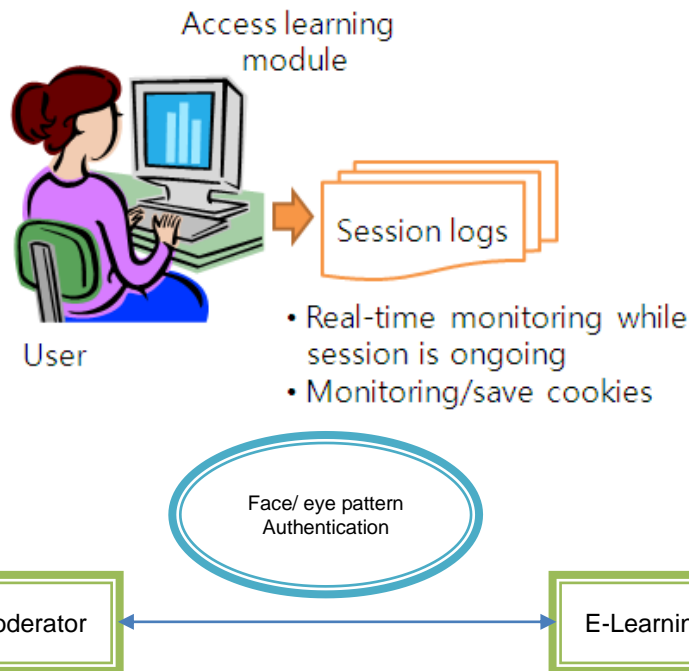 Access learning
module
Session logs
User
• Real-time monitoring while
session is ongoing
• Monitoring/save cookies
Face/ eye pattern
Authentication
oderator
E-Learnin